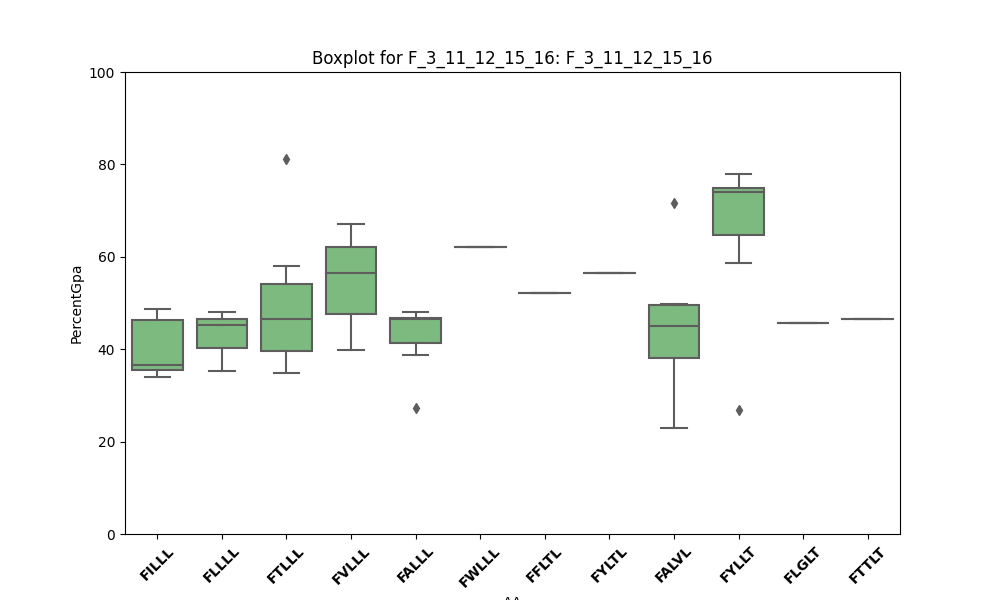 Boxplot for F_3_11_12_15_16: F_3_11_12_15_16
100
80
60
40
20
0
PercentGpa
FILLL
FLLLL
FTLLL
FVLLL
FALLL
FWLLL
FFLTL
FYLTL
FALVL
FYLLT
FLGLT
FTTLT